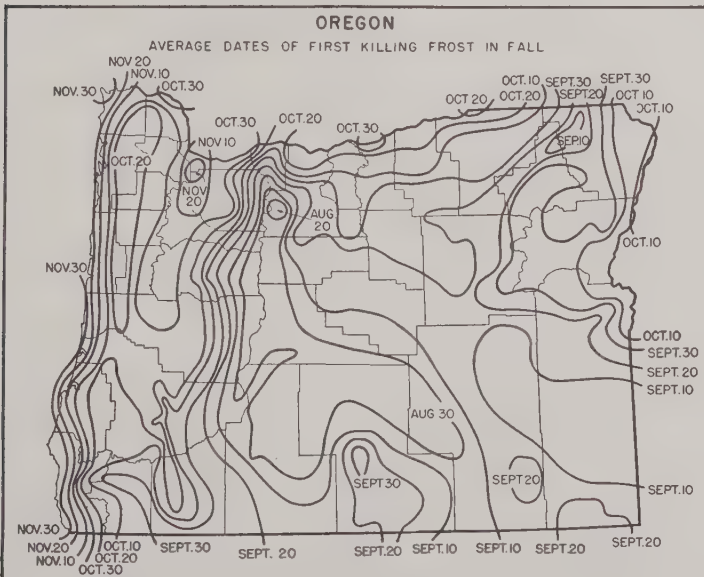 OREGON
AVERAGE DATES OF FIRST KILLING FROST IN FALL
NOV. 30
NOV 20
NOV. 10
OCT. 30
OCT. 10
SEPT. 30
SEPT. 30
OCT 20
OCT. 20
SEPT. 20
OCT. 10
OCT. 10
OCT. 30
OCT. 20
OCT. 30
NOV 10
SEP.10
OCT. 20
NOV 20
AUG 20
OCT. 10
NOV. 30
OCT. 10
SEPT. 30
SEPT. 20
SEPT. 10
AUG 30
SEPT 30
SEPT 20
SEPT. 10
NOV. 30
NOV. 20
NOV. 10
OCT. 30
OCT. 20
OCT. 10
SEPT. 30
SEPT. 20
SEPT. 20
SEPT. 20
SEPT. 10
SEPT. 10
SEPT. 20
SEPT. 20